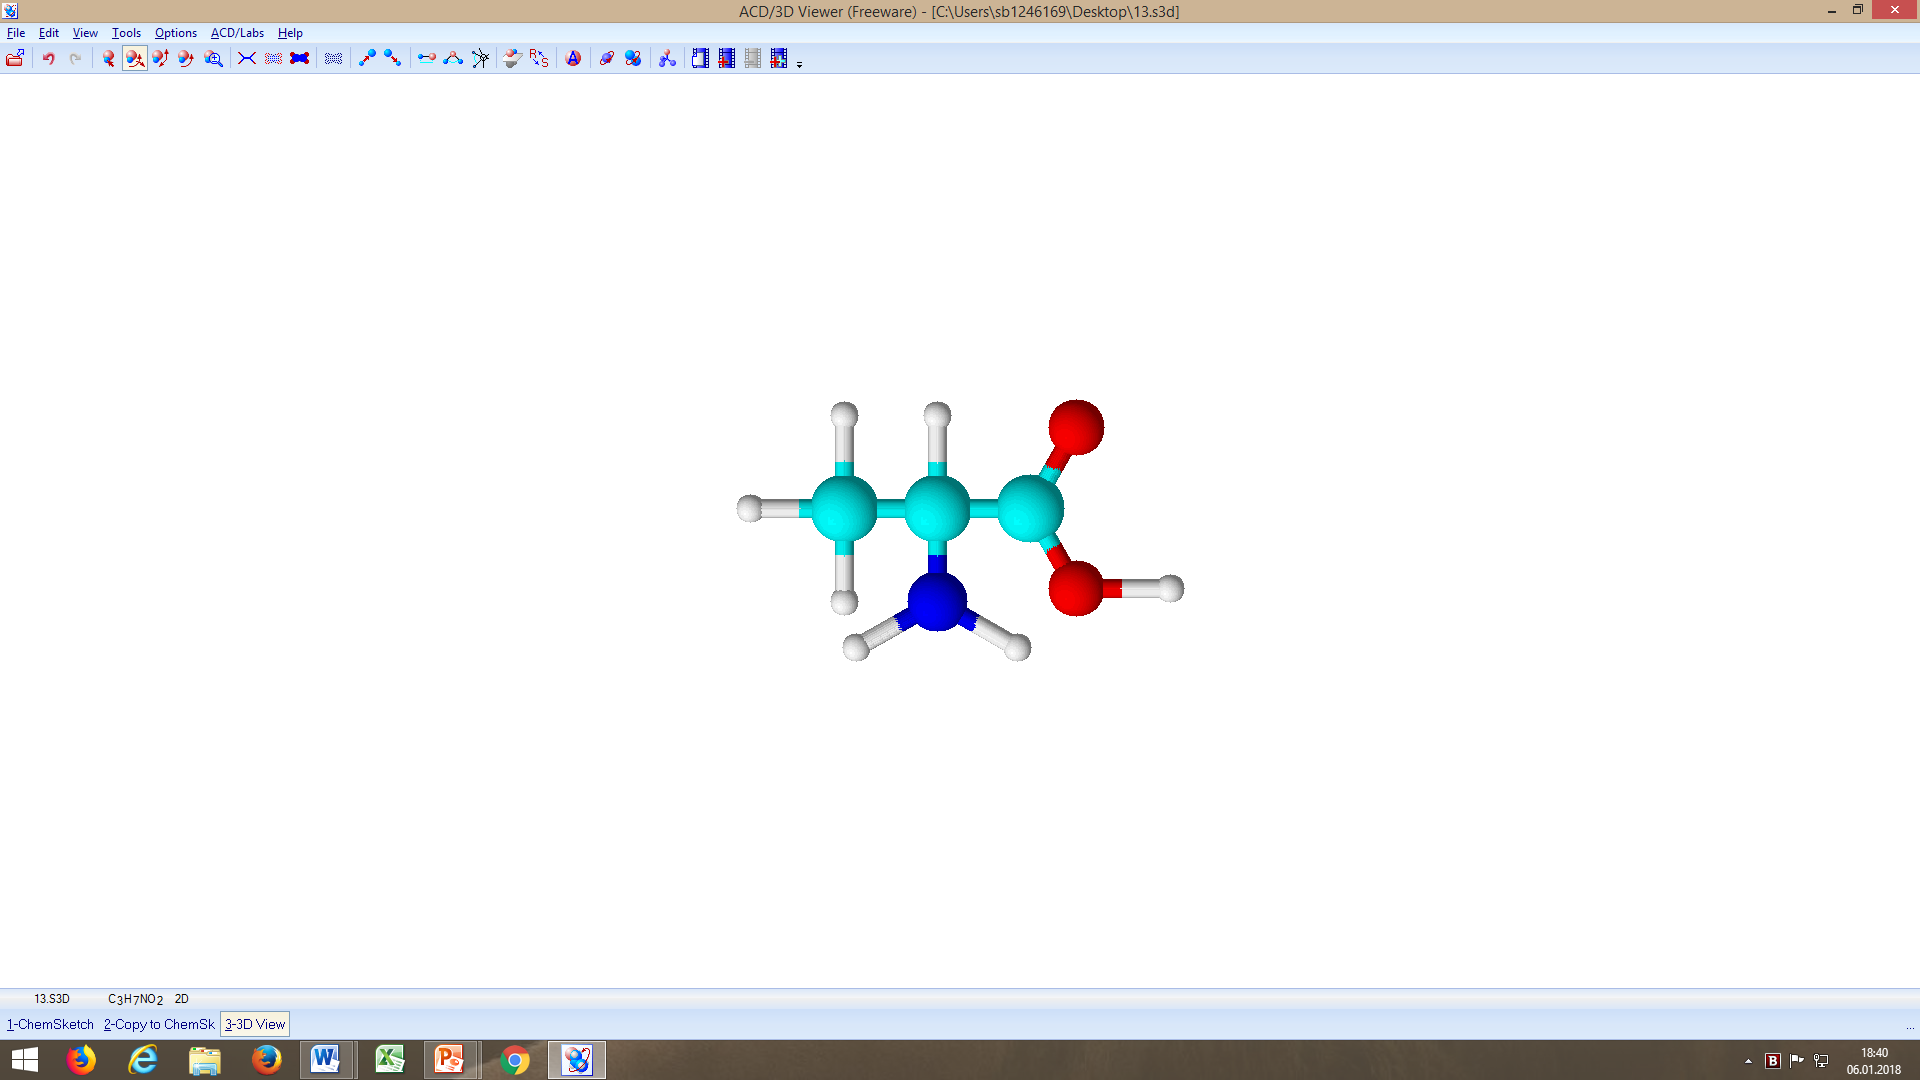 ACD/3D Viewer (Freeware) - [C:\Users\sb1246169\Desktop\13.s3d]
File Edit View Tools Options ACD/Labs Help
13.S3D C3H7NO2 2D
1-ChemSketch 2-Copy to ChemSk 3-3D View ...
18:40
06.01.2018